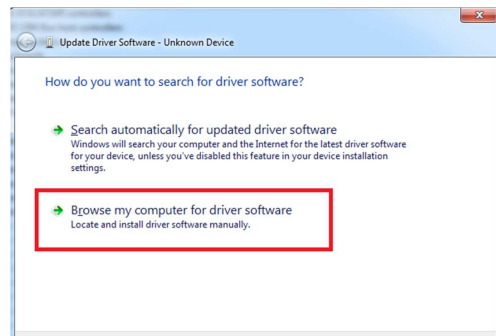 Update Driver Software - Unknown Device
How do you want to search for driver software?
Search automatically for updated driver software
Windows will search your computer and the Internet for the latest driver software
for your device, unless you've disabled this feature in your device installation
settings.
Browse my computer for driver software
Locate and install driver software manually.